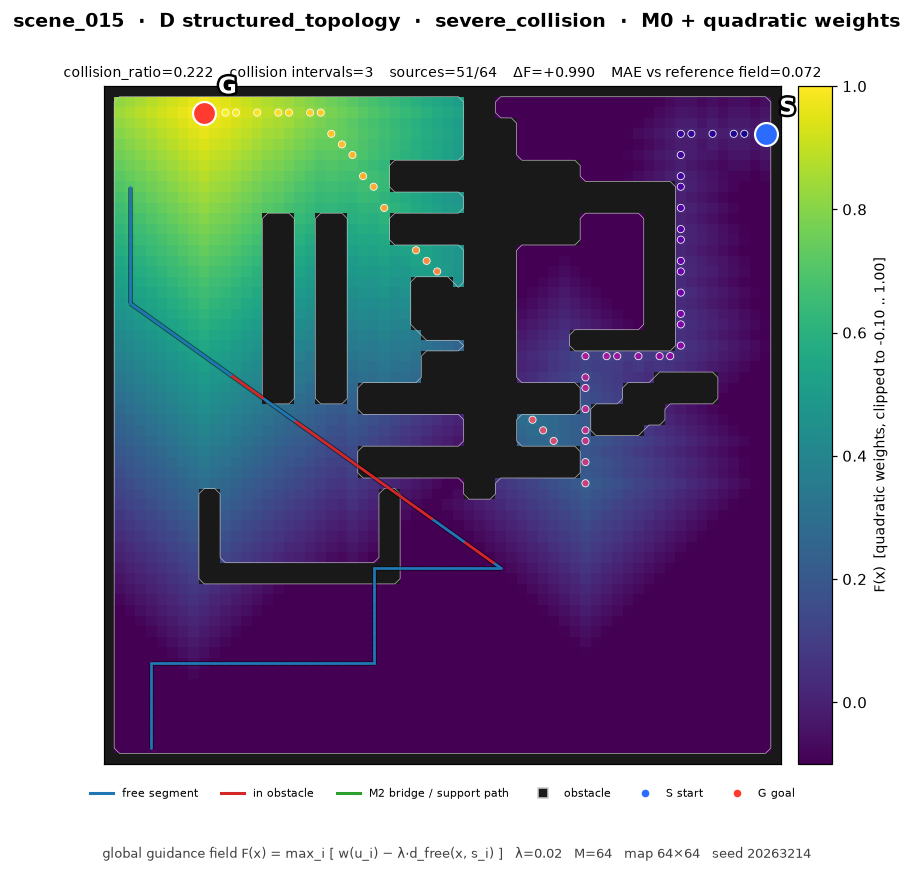 scene_015 · D structured_topology · severe_collision · M0 + quadratic weights
collision_ratio=0.222 collision intervals=3 sources=51/64 ΔF=+0.990 MAE vs reference field=0.072
G
S
1.0
0.8
0.6
0.4
0.2
0.0
F(x) [quadratic weights, clipped to -0.10 .. 1.00]
free segment
in obstacle
M2 bridge / support path
obstacle
S start
G goal
global guidance field F(x) = max_i [ w(u_i) − λ·d_free(x, s_i) ] λ=0.02 M=64 map 64×64 seed 20263214